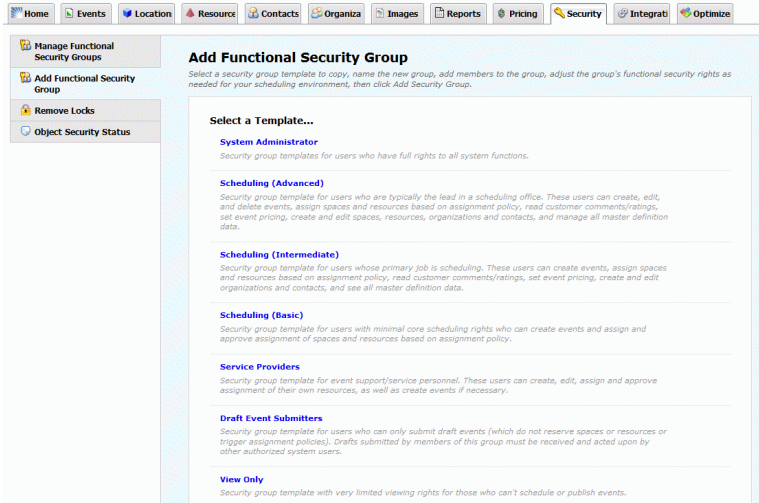 Home Events Location Resource Contacts Organiza Images Reports Pricing Security Integrati Optimize
Manage Functional
Security Groups
Add Functional Security
Group
Remove Locks
Object Security Status
Add Functional Security Group
Select a security group template to copy, name the new group, add members to the group, adjust the group's functional security rights as
needed for your scheduling environment, then click Add Security Group.
Select a Template...
System Administrator
Security group templates for users who have full rights to all system functions.
Scheduling (Advanced)
Security group template for users who are typically the lead in a scheduling office. These users can create, edit,
and delete events, assign spaces and resources based on assignment policy, read customer comments/ratings,
set event pricing, create and edit spaces, resources, organizations and contacts, and manage all master definition
data.
Scheduling (Intermediate)
Security group template for users whose primary job is scheduling. These users can create events, assign spaces
and resources based on assignment policy, read customer comments/ratings, set event pricing, create and edit
organizations and contacts, and see all master definition data.
Scheduling (Basic)
Security group template for users with minimal core scheduling rights who can create events and assign and
approve assignment of spaces and resources based on assignment policy.
Service Providers
Security group template for event support/service personnel. These users can create, edit, assign and approve
assignment of their own resources, as well as create events if necessary.
Draft Event Submitters
Security group template for users who can only submit draft events (which do not reserve spaces or resources or
trigger assignment policies). Drafts submitted by members of this group must be received and acted upon by
other authorized system users.
View Only
Security group template with very limited viewing rights for those who can't schedule or publish events.